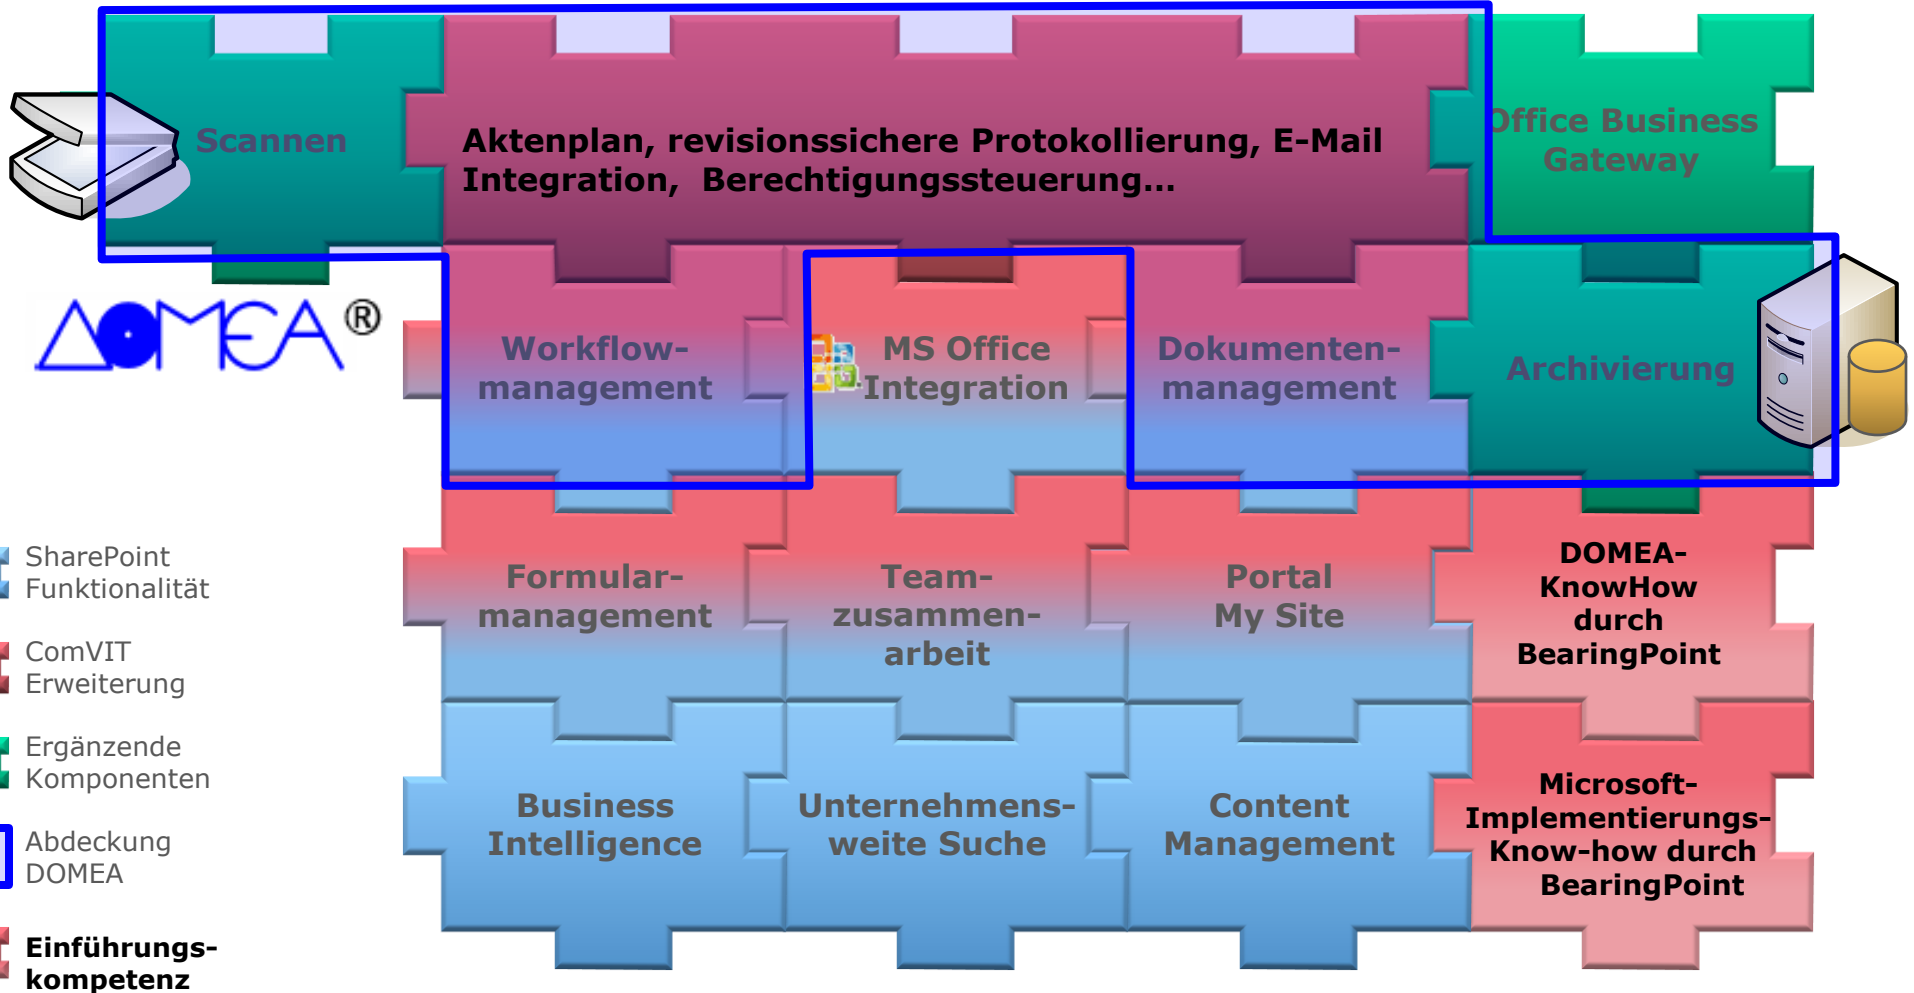 Scannen
Aktenplan, revisionssichere Protokollierung, E-Mail
Integration, Berechtigungssteuerung...
Office Business
Gateway
DOMEA®
Workflow-
management
MS Office
Integration
Dokumenten-
management
Archivierung
Formular-
management
Team-
zusammen-
arbeit
Portal
My Site
DOMEA-
KnowHow
durch
BearingPoint
Business
Intelligence
Unternehmens-
weite Suche
Content
Management
Microsoft-
Implementierungs-
Know-how durch
BearingPoint
SharePoint
Funktionalität
ComVIT
Erweiterung
Ergänzende
Komponenten
Abdeckung
DOMEA
Einführungs-
kompetenz